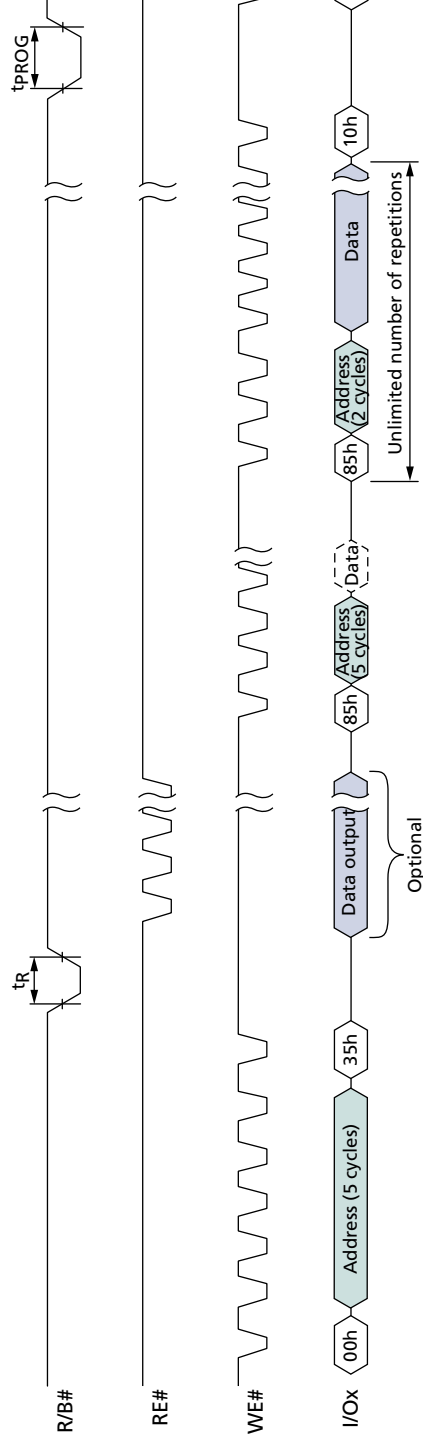 R/B#
tR
tPROG
RE#
WE#
I/Ox
00h
Address (5 cycles)
35h
Data output
Optional
85h
Address
(5 cycles)
Data
85h
Address
(2 cycles)
Data
10h
Unlimited number of repetitions